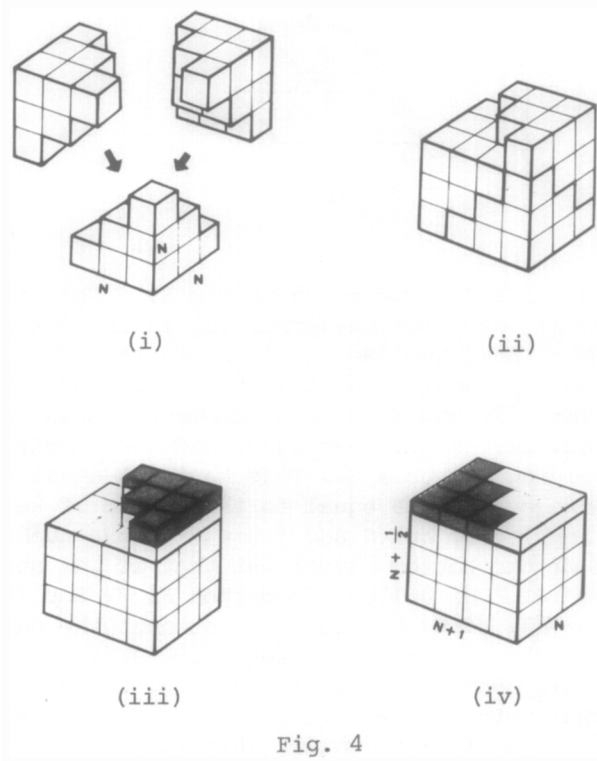 N
N
N
(i)
(ii)
N + 1/2
N+1
N
(iii)
(iv)
Fig. 4